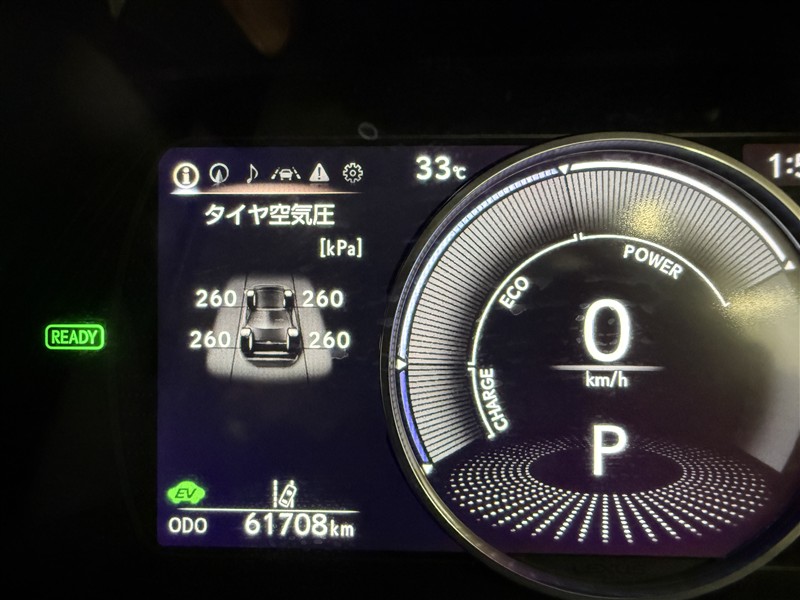 33℃
タイヤ空気圧
[kPa]
260 260
260 260
READY
EV
ODO 61708km
CHARGE
ECO
POWER
0
km/h
P